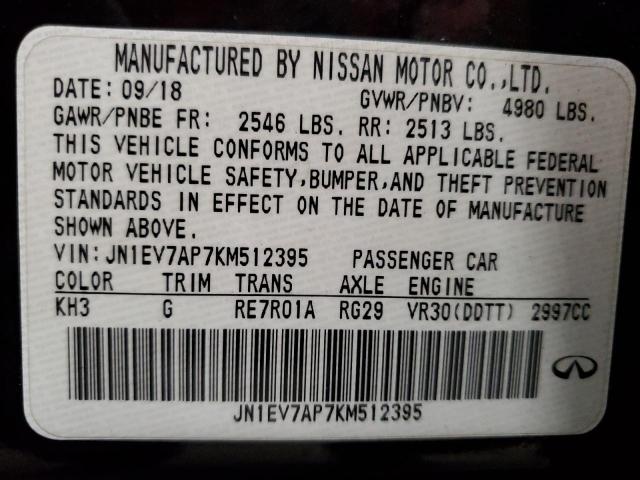 MANUFACTURED BY NISSAN MOTOR CO.,LTD.
DATE: 09/18 GVWR/PNBV: 4980 LBS.
GAWR/PNBE FR: 2546 LBS. RR: 2513 LBS.
THIS VEHICLE CONFORMS TO ALL APPLICABLE FEDERAL
MOTOR VEHICLE SAFETY,BUMPER,AND THEFT PREVENTION
STANDARDS IN EFFECT ON THE DATE OF MANUFACTURE
SHOWN ABOVE.
VIN:JN1EV7AP7KM512395 PASSENGER CAR
COLOR TRIM TRANS AXLE ENGINE
KH3 G RE7R01A RG29 VR30(DDTT) 2997CC
JN1EV7AP7KM512395